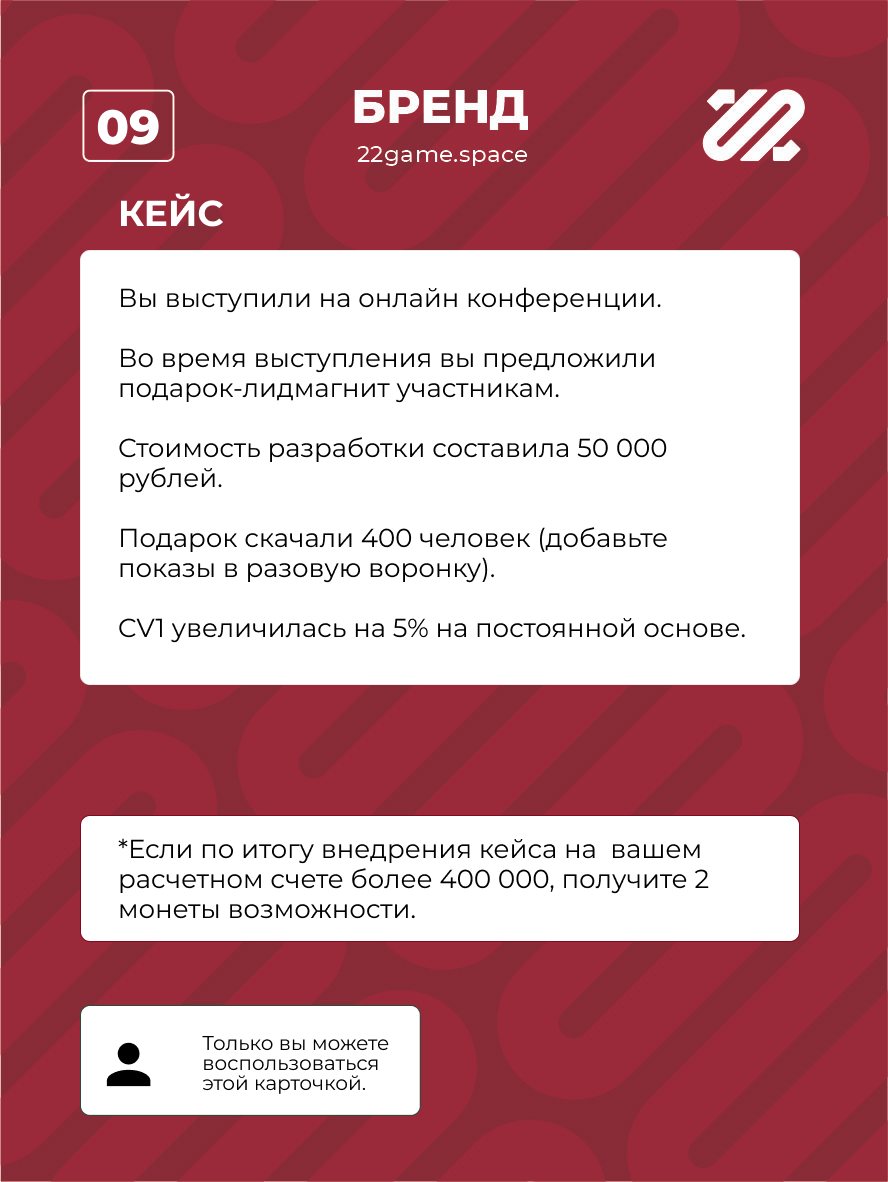 09
БРЕНД
22game.space
КЕЙС
Вы выступили на онлайн конференции.
Во время выступления вы предложили
подарок-лидмагнит участникам.
Стоимость разработки составила 50 000
рублей.
Подарок скачали 400 человек (добавьте
показы в разовую воронку).
CV1 увеличилась на 5% на постоянной основе.
*Если по итогу внедрения кейса на  вашем
расчетном счете более 400 000, получите 2
монеты возможности.
Только вы можете
воспользоваться
этой карточкой.